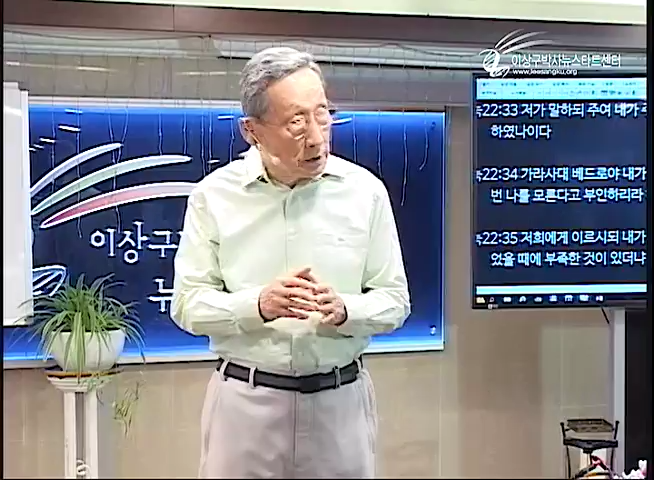 이상구박사뉴스타트센터
www.leesangku.org
22:33 저가 말하되 주여 내가
하였나이다
22:34 가라사대 베드로야 내가
번 나를 모른다고 부인하리라
22:35 저희에게 이르시되 내가
었을 때에 부족한 것이 있더냐
이상구
뉴